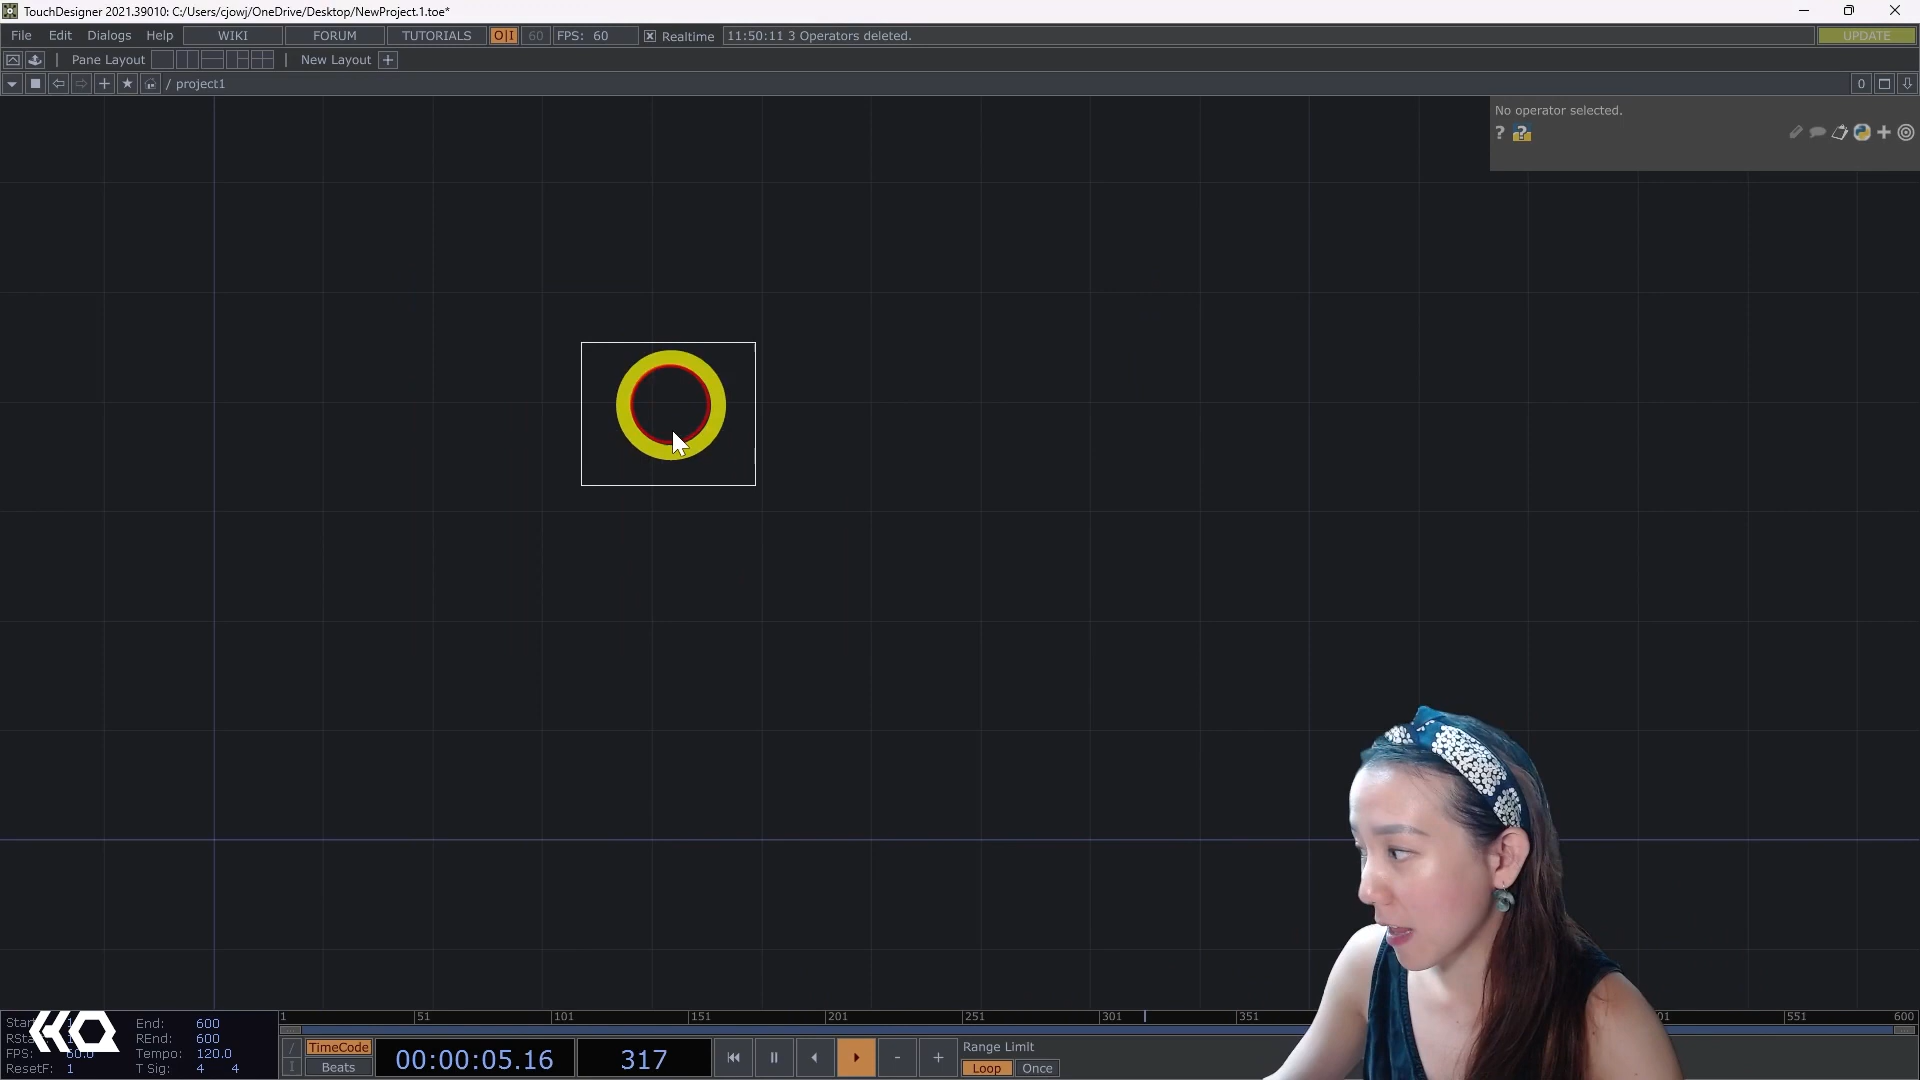 TouchDesigner 2021.39010: C:/Users/cjowj/OneDrive/Desktop/NewProject.1.toe*
File Edit Dialogs Help WIKI FORUM TUTORIALS O|I 60 FPS: 60 Realtime 11:50:11 3 Operators deleted. UPDATE
Pane Layout New Layout +
/ project1 0
No operator selected.
1 51 101 151 201 251 301 351 551 600
End: 600
REnd: 600
FPS: 60.0 Tempo: 120.0
ResetF: 1 T Sig: 4 4
TimeCode
Beats
00:00:05.16 317
Range Limit
Loop Once